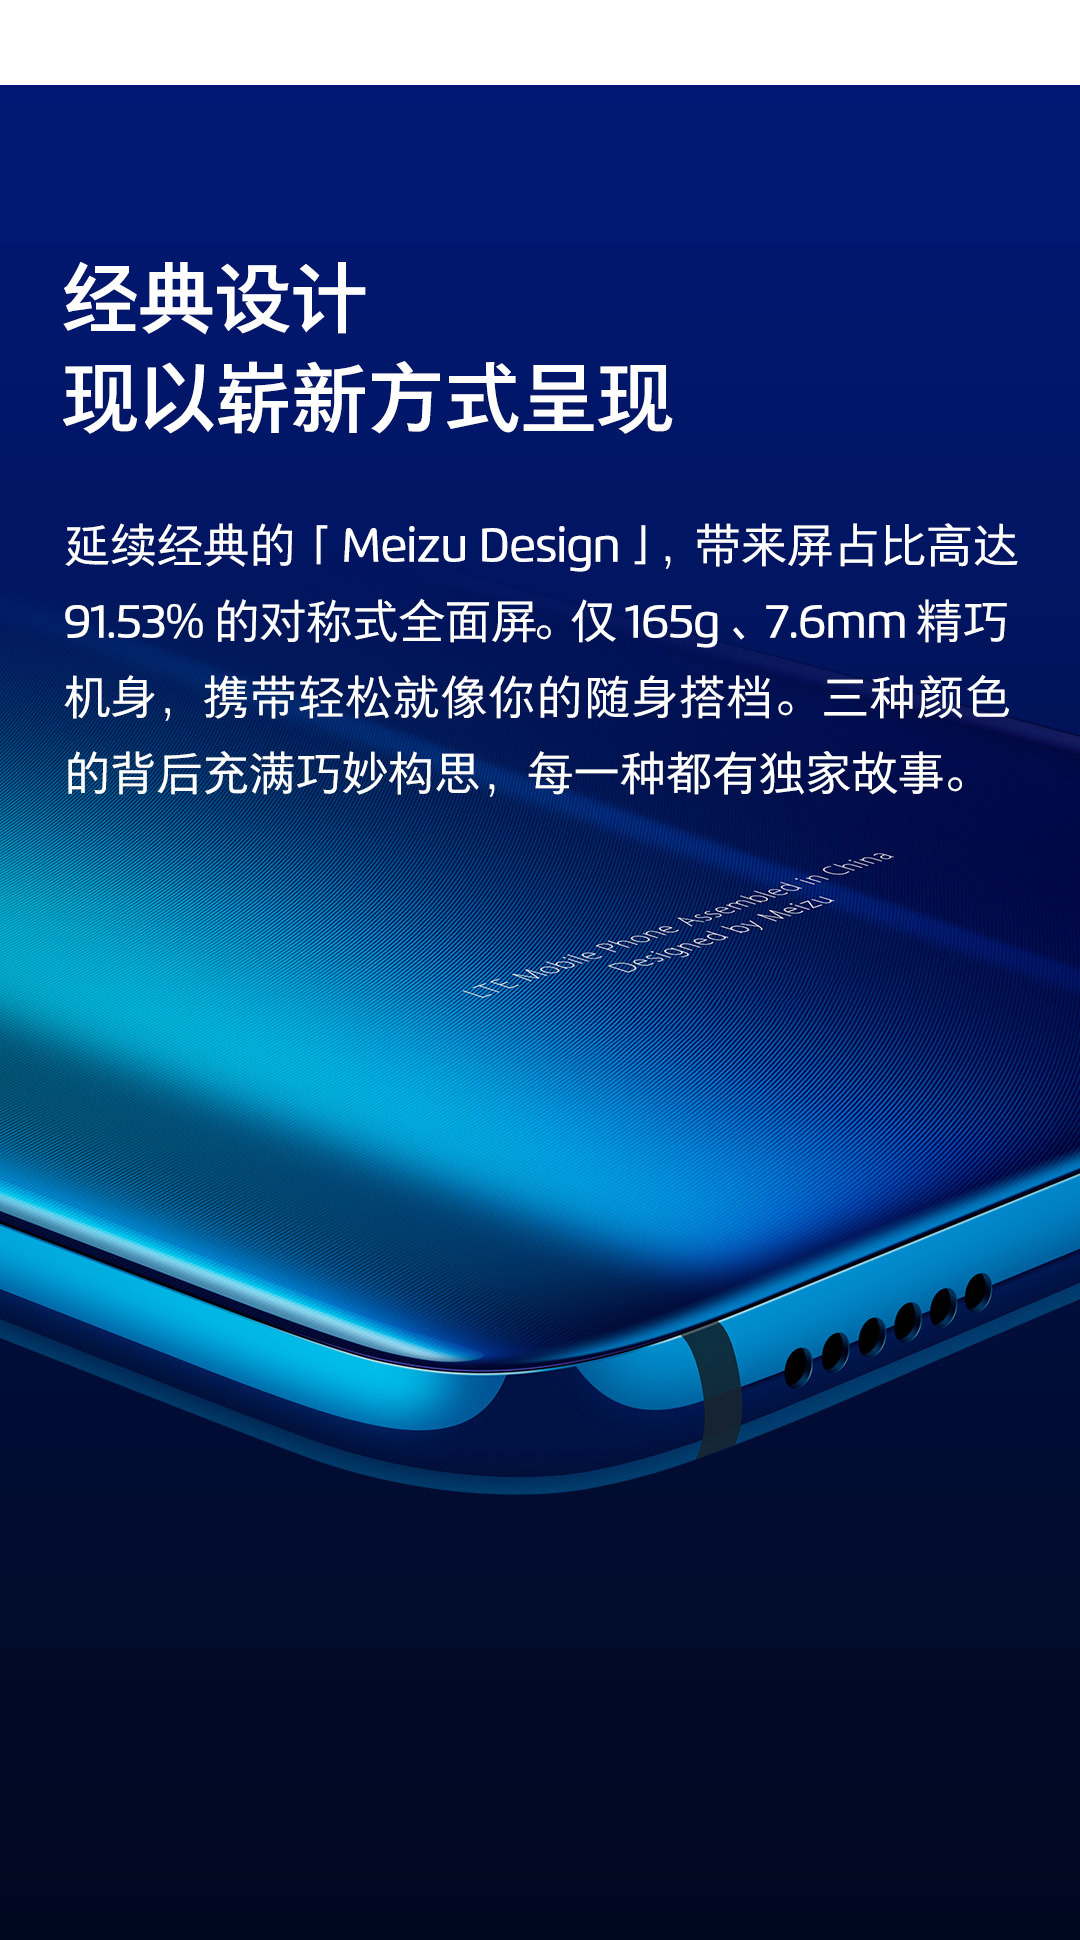 经典设计
现以崭新方式呈现
延续经典的「Meizu Design」，带来屏占比高达
91.53% 的对称式全面屏。仅 165g 、7.6mm 精巧
机身，携带轻松就像你的随身搭档。三种颜色
的背后充满巧妙构思，每一种都有独家故事。
LTE Mobile Phone Assembled in China
Designed by Meizu